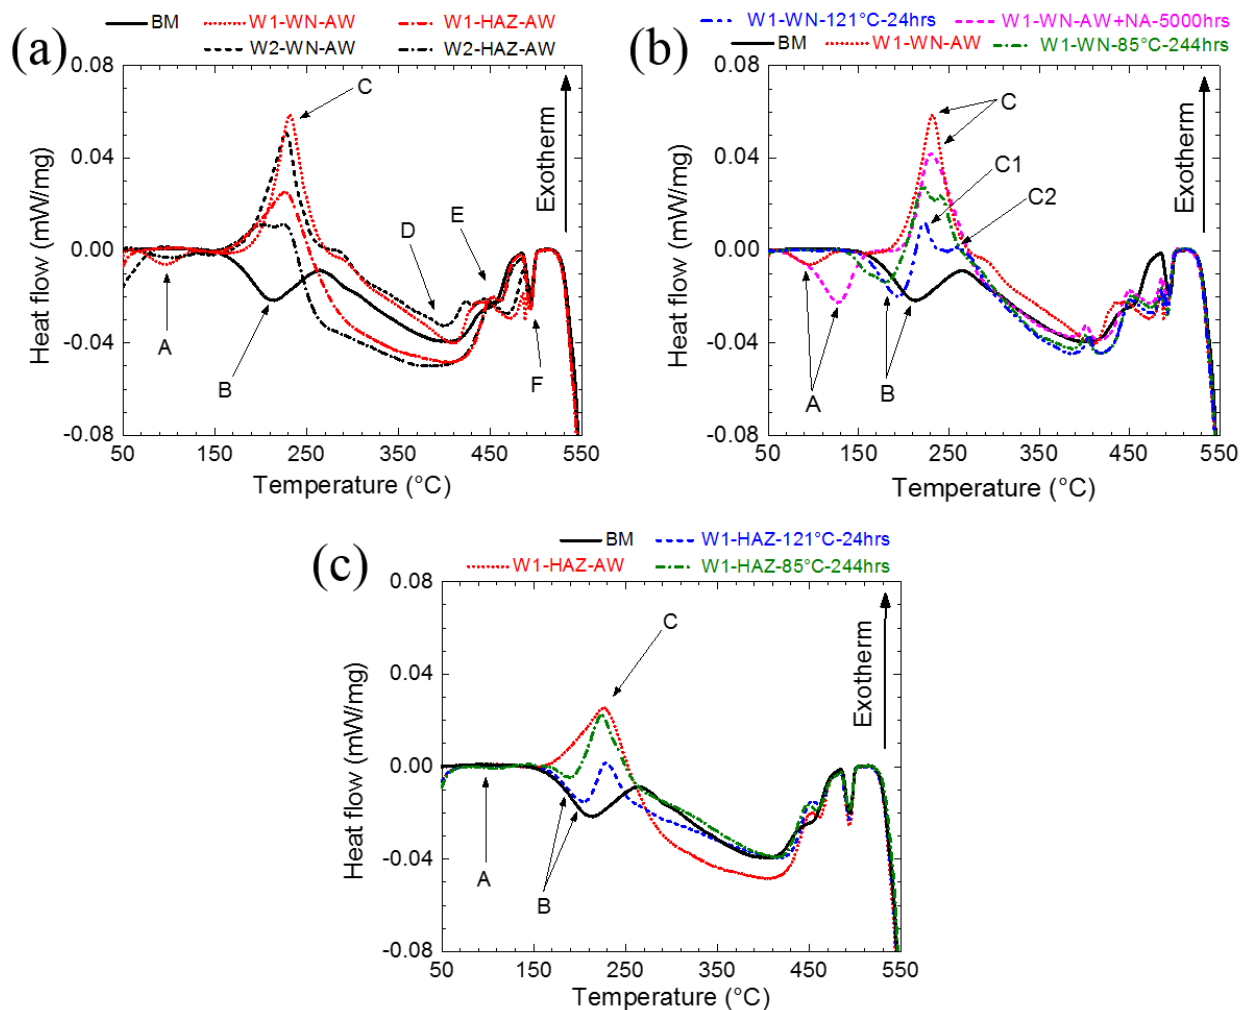 (a)
BM W1-WN-AW W1-HAZ-AW
W2-WN-AW W2-HAZ-AW
0.08
0.04
0.00
-0.04
-0.08
Heat flow (mW/mg)
50 150 250 350 450 550
Temperature (°C)
A
B
C
D
E
F
Exotherm
(b)
W1-WN-121°C-24hrs W1-WN-AW+NA-5000hrs
BM W1-WN-AW W1-WN-85°C-244hrs
0.08
0.04
0.00
-0.04
-0.08
Heat flow (mW/mg)
50 150 250 350 450 550
Temperature (°C)
A
B
C
C1
C2
Exotherm
(c)
BM W1-HAZ-121°C-24hrs
W1-HAZ-AW W1-HAZ-85°C-244hrs
0.08
0.04
0.00
-0.04
-0.08
Heat flow (mW/mg)
50 150 250 350 450 550
Temperature (°C)
A
B
C
Exotherm